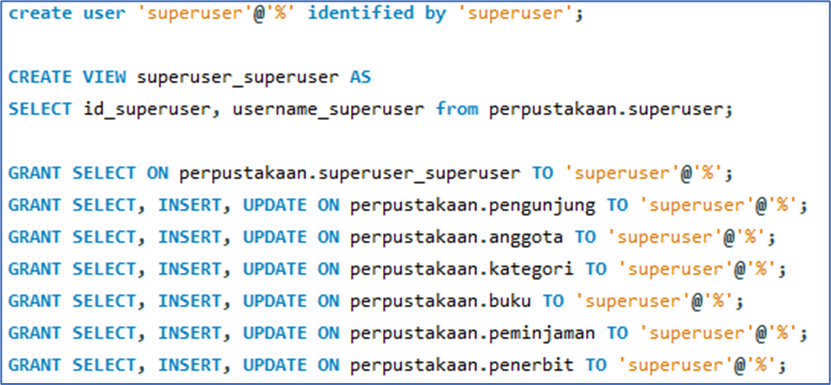 create user 'superuser'@'%' identified by 'superuser';
CREATE VIEW superuser_superuser AS
SELECT id_superuser, username_superuser from perpustakaan.superuser;
GRANT SELECT ON perpustakaan.superuser_superuser TO 'superuser'@'%';
GRANT SELECT, INSERT, UPDATE ON perpustakaan.pengunjung TO 'superuser'@'%';
GRANT SELECT, INSERT, UPDATE ON perpustakaan.anggota TO 'superuser'@'%';
GRANT SELECT, INSERT, UPDATE ON perpustakaan.kategori TO 'superuser'@'%';
GRANT SELECT, INSERT, UPDATE ON perpustakaan.buku TO 'superuser'@'%';
GRANT SELECT, INSERT, UPDATE ON perpustakaan.peminjaman TO 'superuser'@'%';
GRANT SELECT, INSERT, UPDATE ON perpustakaan.penerbit TO 'superuser'@'%';